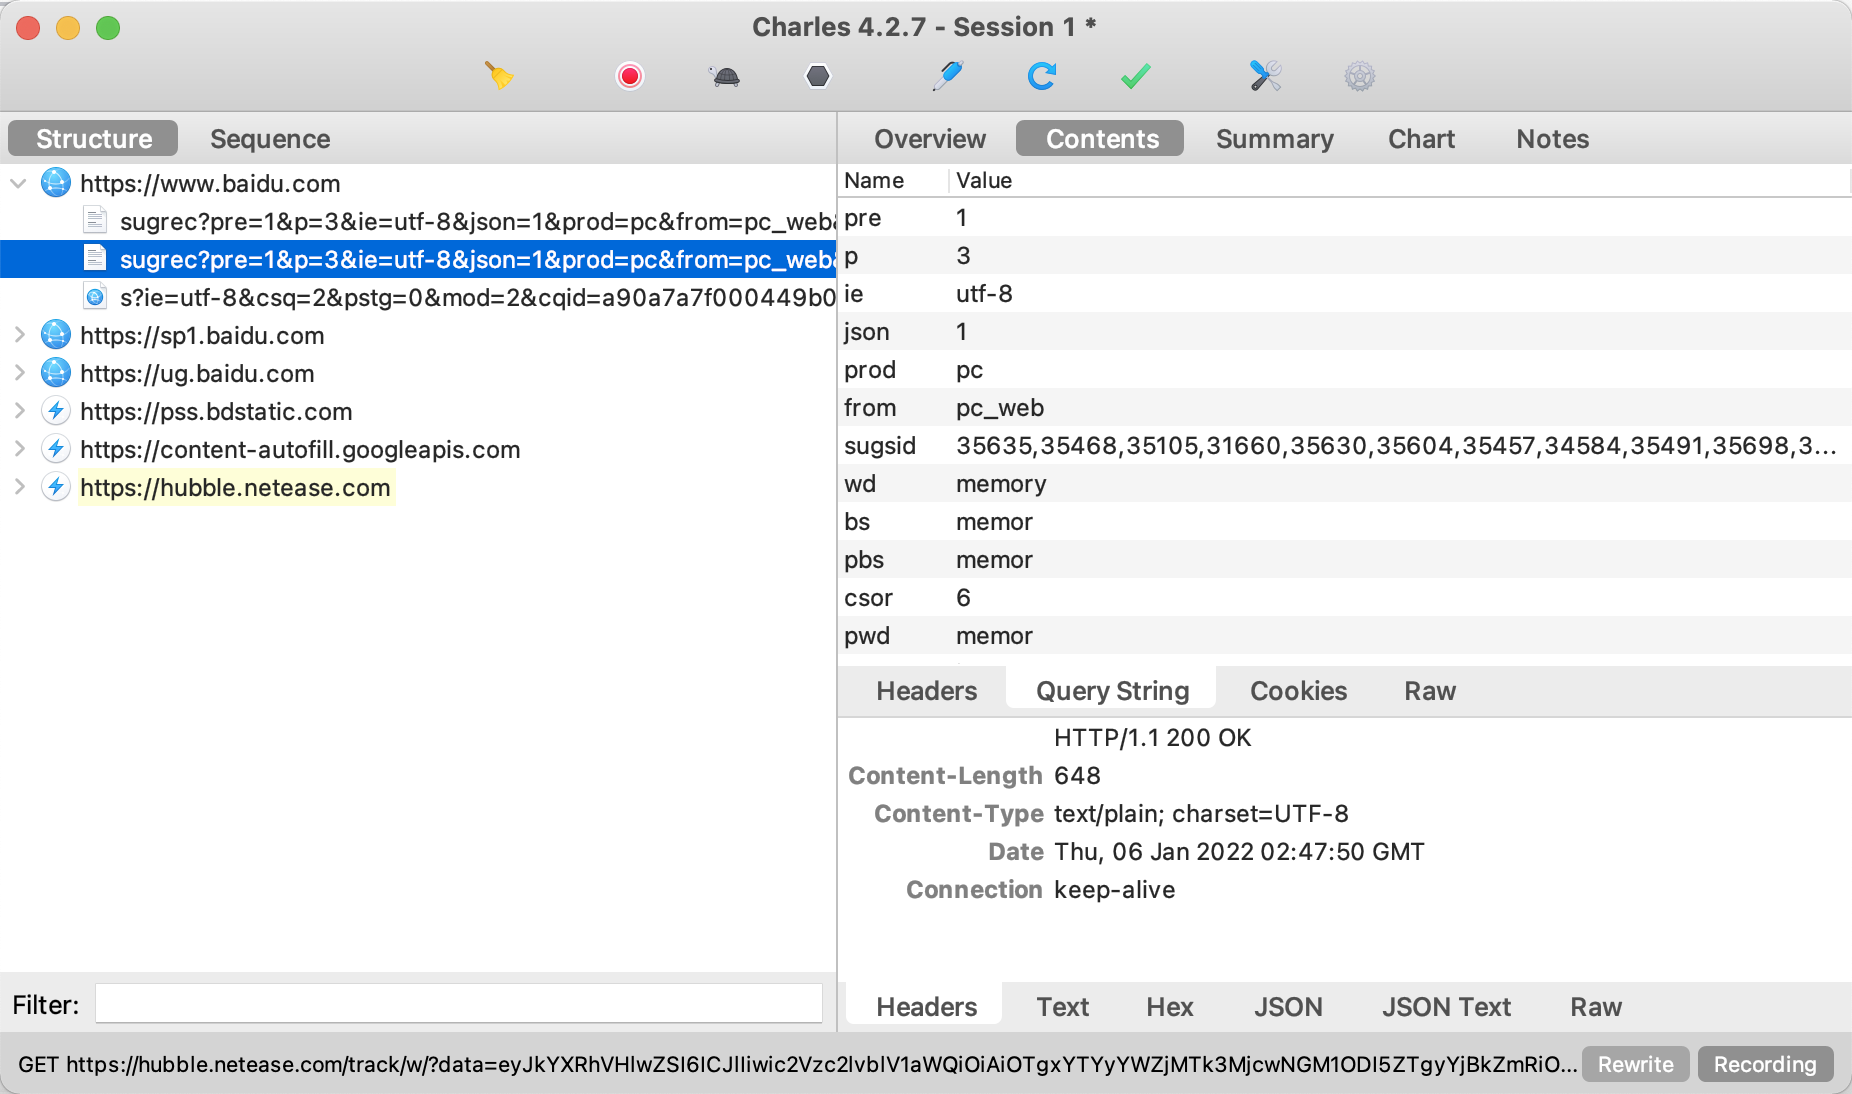 Charles 4.2.7 - Session 1 *
Structure
Sequence
https://www.baidu.com
sugrec?pre=1&p=3&ie=utf-8&json=1&prod=pc&from=pc_web&
sugrec?pre=1&p=3&ie=utf-8&json=1&prod=pc&from=pc_web&
s?ie=utf-8&csq=2&pstg=0&mod=2&cqid=a90a7a7f000449b0
https://sp1.baidu.com
https://ug.baidu.com
https://pss.bdstatic.com
https://content-autofill.googleapis.com
https://hubble.netease.com
Filter:
Overview
Contents
Summary
Chart
Notes
Name Value
pre 1
p 3
ie utf-8
json 1
prod pc
from pc_web
sugsid 35635,35468,35105,31660,35630,35604,35457,34584,35491,35698,3...
wd memory
bs memor
pbs memor
csor 6
pwd memor
Headers
Query String
Cookies
Raw
HTTP/1.1 200 OK
Content-Length 648
Content-Type text/plain; charset=UTF-8
Date Thu, 06 Jan 2022 02:47:50 GMT
Connection keep-alive
Headers
Text
Hex
JSON
JSON Text
Raw
GET https://hubble.netease.com/track/w/?data=eyJkYXRhVHlwZSI6ICJlIiwic2Vzc2lvblV1aWQiOiAiOTgxYTYyYWZjMTk3MjcwNGM1ODI5ZTgyYjBkZmRiO...
Rewrite
Recording